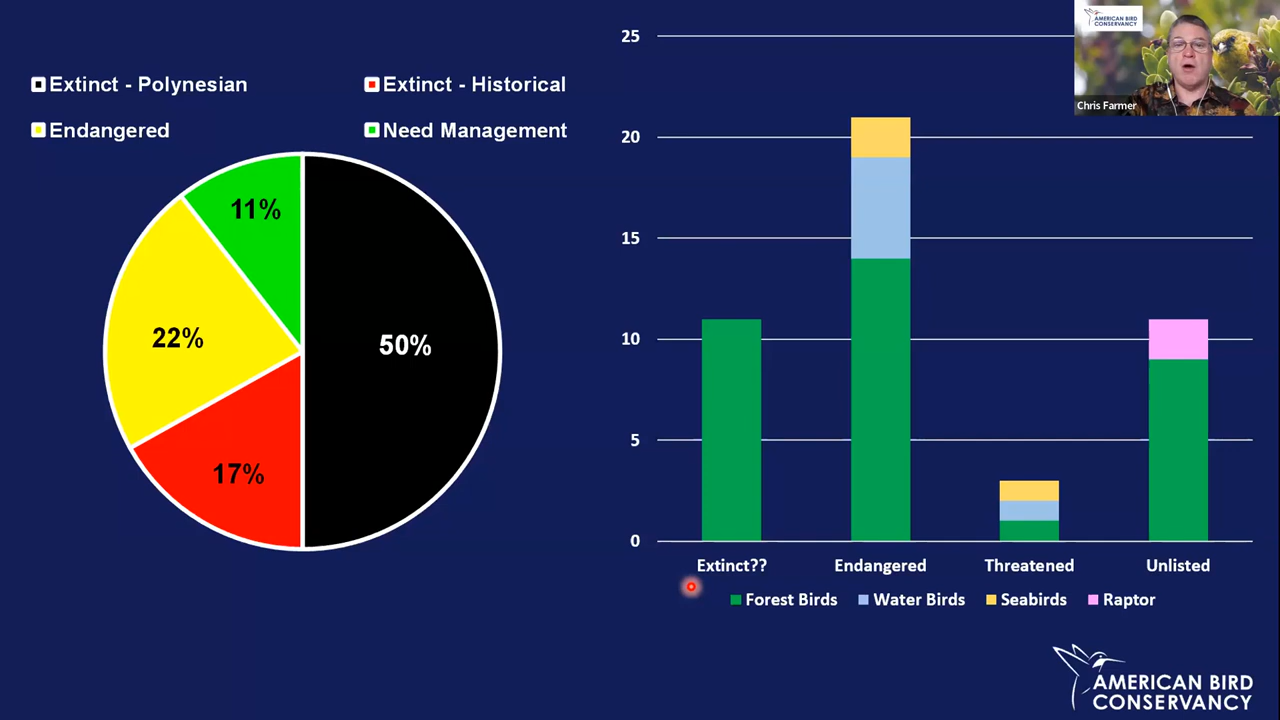 Extinct - Polynesian
Extinct - Historical
Endangered
Need Management
11%
22%
50%
17%
25
20
15
10
5
0
Extinct??
Endangered
Threatened
Unlisted
Forest Birds
Water Birds
Seabirds
Raptor
AMERICAN BIRD
CONSERVANCY
Chris Farmer
AMERICAN BIRD
CONSERVANCY